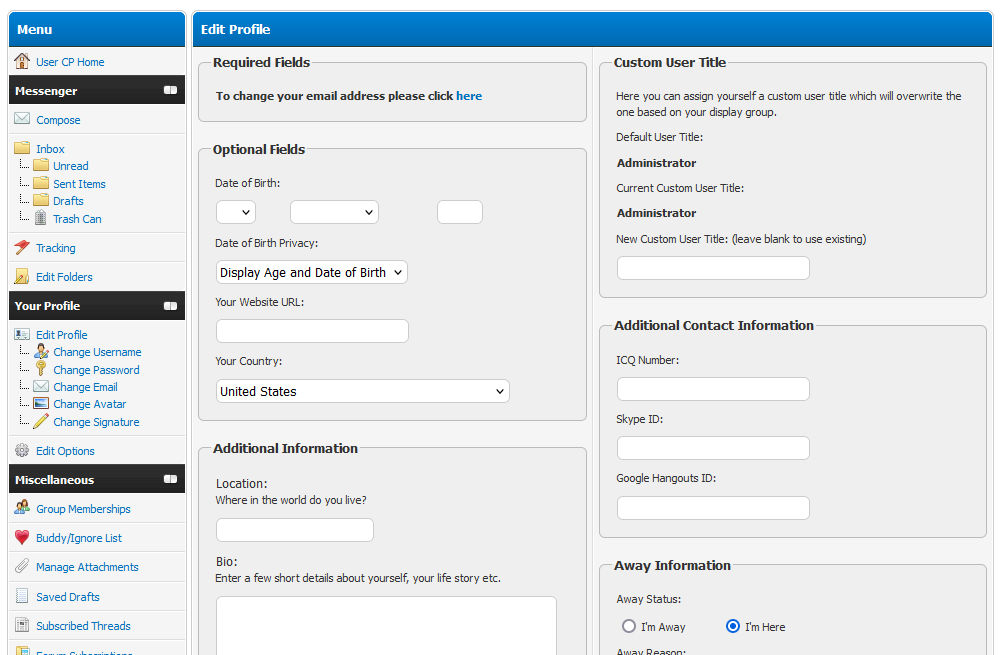 Menu
User CP Home
Messenger
Compose
Inbox
Unread
Sent Items
Drafts
Trash Can
Tracking
Edit Folders
Your Profile
Edit Profile
Change Username
Change Password
Change Email
Change Avatar
Change Signature
Edit Options
Miscellaneous
Group Memberships
Buddy/Ignore List
Manage Attachments
Saved Drafts
Subscribed Threads
Forum Subscriptions
Edit Profile
Required Fields
To change your email address please click here
Optional Fields
Date of Birth:
Date of Birth Privacy:
Display Age and Date of Birth
Your Website URL:
Your Country:
United States
Additional Information
Location:
Where in the world do you live?
Bio:
Enter a few short details about yourself, your life story etc.
Custom User Title
Here you can assign yourself a custom user title which will overwrite the
one based on your display group.
Default User Title:
Administrator
Current Custom User Title:
Administrator
New Custom User Title: (leave blank to use existing)
Additional Contact Information
ICQ Number:
Skype ID:
Google Hangouts ID:
Away Information
Away Status:
I'm Away
I'm Here
Away Reason: